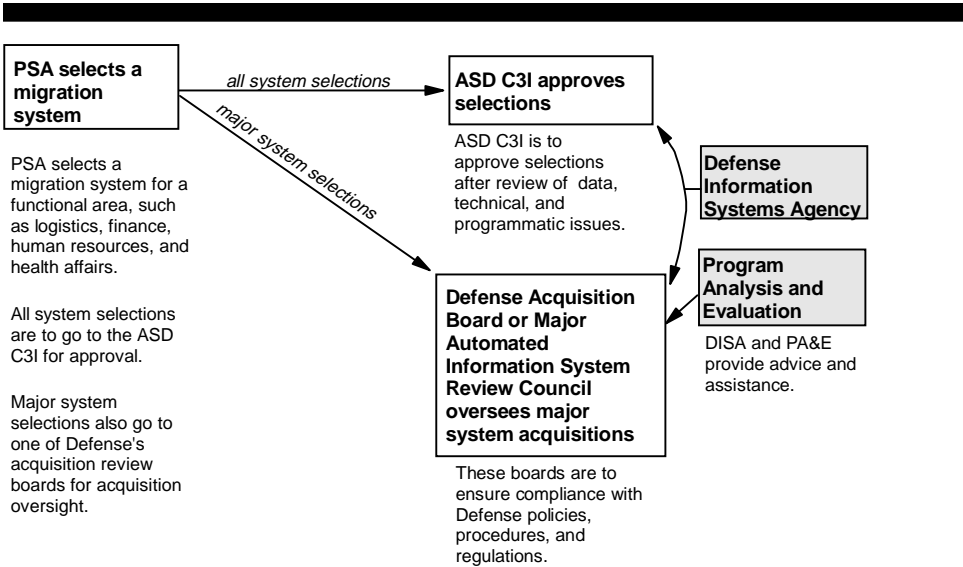 PSA selects a
migration
system
all system selections
major system selections
ASD C3I approves
selections
PSA selects a
migration system for a
functional area, such
as logistics, finance,
human resources, and
health affairs.
All system selections
are to go to the ASD
C3I for approval.
Major system
selections also go to
one of Defense's
acquisition review
boards for acquisition
oversight.
ASD C3I is to
approve selections
after review of data,
technical, and
programmatic issues.
Defense
Information
Systems Agency
Program
Analysis and
Evaluation
DISA and PA&E
provide advice and
assistance.
Defense Acquisition
Board or Major
Automated
Information System
Review Council
oversees major
system acquisitions
These boards are to
ensure compliance with
Defense policies,
procedures, and
regulations.